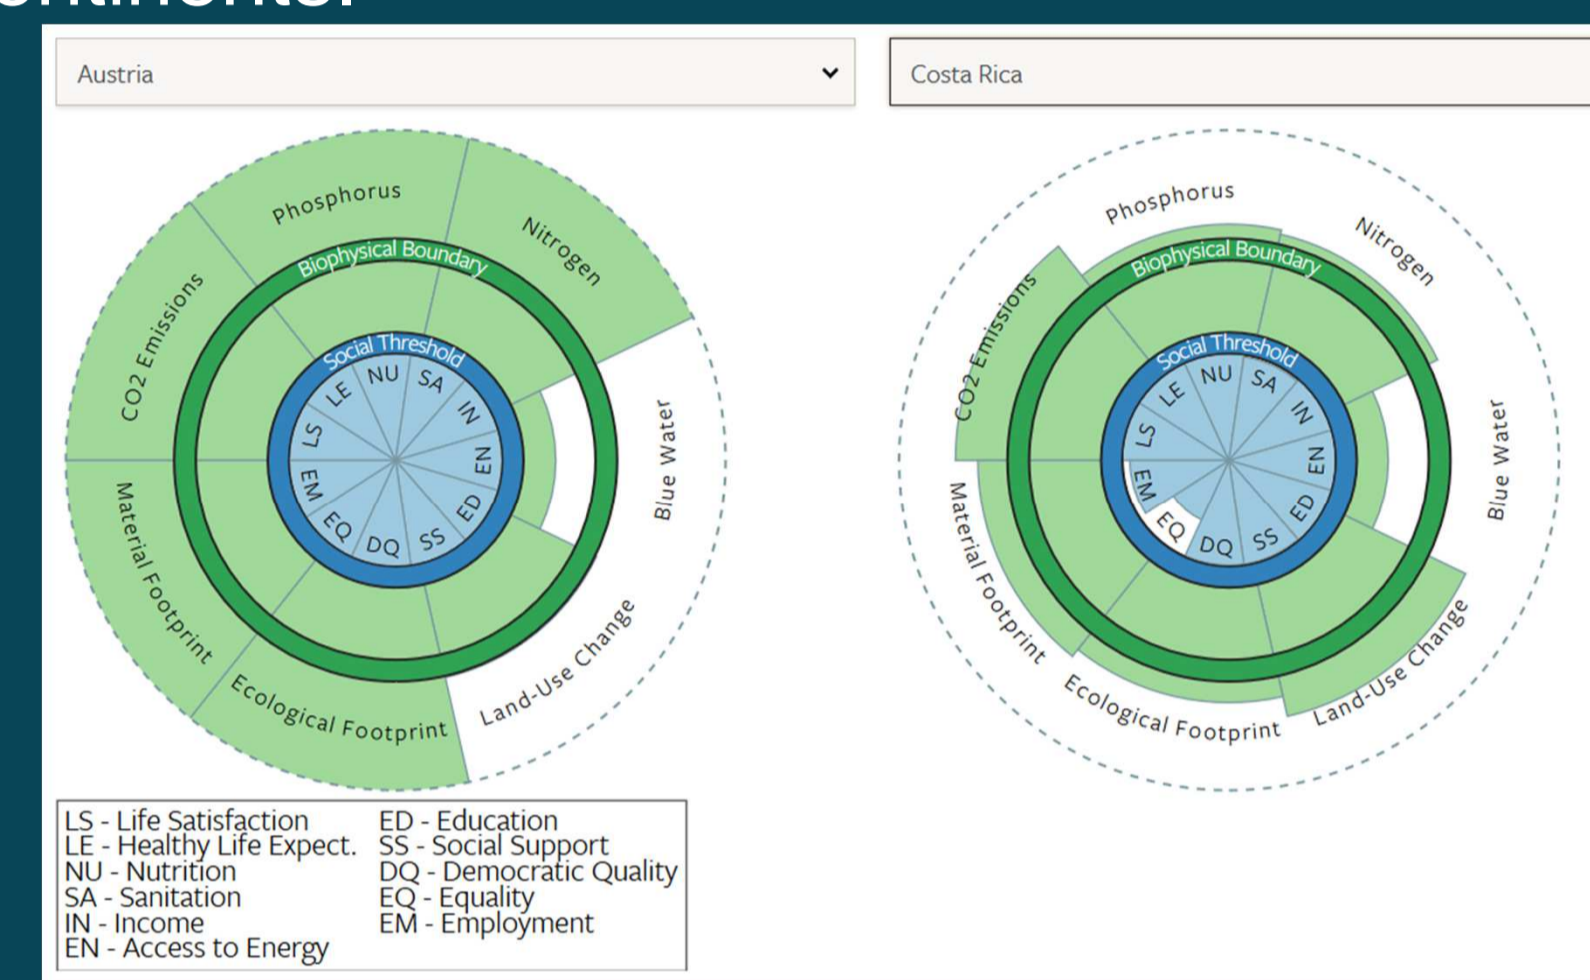 Austria
Costa Rica
Phosphorus
Nitrogen
CO2 Emissions
Biophysical Boundary
Social Threshold
LE
NU
SA
IN
LS
EN
EM
ED
EQ
DQ
SS
Blue Water
Material Footprint
Ecological Footprint
Land-Use Change
Phosphorus
Nitrogen
CO2 Emissions
Biophysical Boundary
Social Threshold
LE
NU
SA
IN
LS
EN
EM
ED
EQ
DQ
SS
Blue Water
Material Footprint
Ecological Footprint
Land-Use Change
LS - Life Satisfaction
LE - Healthy Life Expect.
NU - Nutrition
SA - Sanitation
IN - Income
EN - Access to Energy
ED - Education
SS - Social Support
DQ - Democratic Quality
EQ - Equality
EM - Employment